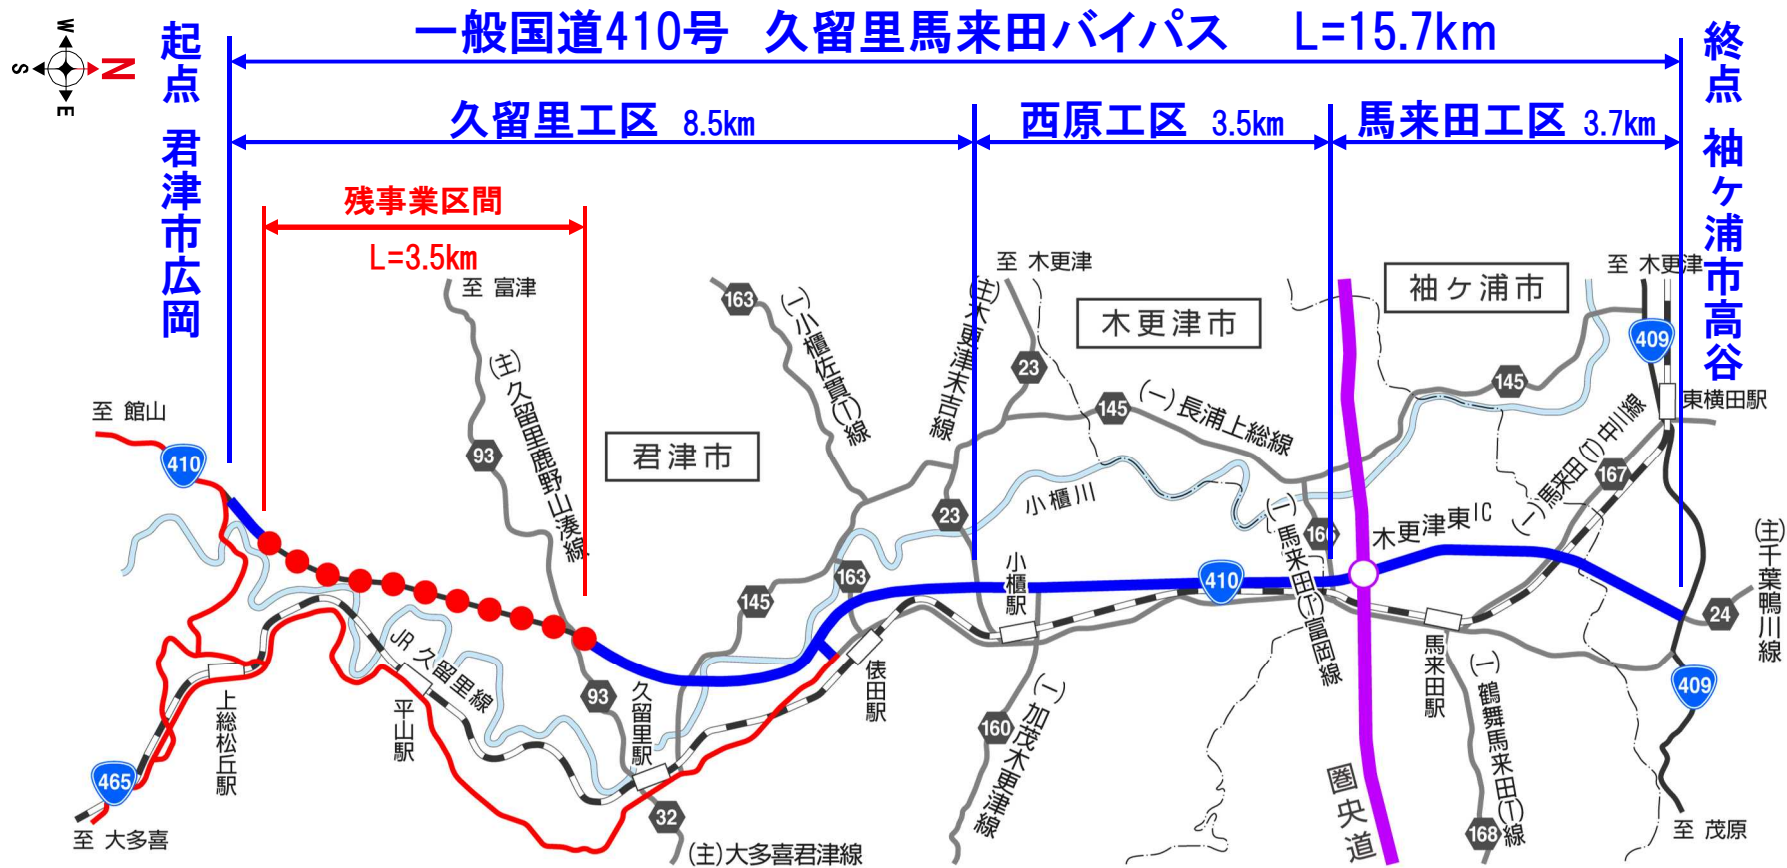 一般国道410号 久留里馬来田バイパス L=15.7km
W
S
N
E
起点 君津市広岡
終点 袖ヶ浦市高谷
久留里工区 8.5km
西原工区 3.5km
馬来田工区 3.7km
残事業区間
L=3.5km
至 富津
至 木更津
至 木更津
袖ヶ浦市
木更津市
君津市
163
(一)小櫃佐貫(T)線
(主)木更津末吉線
23
409
145
145
(一)長浦上総線
東横田駅
至 館山
410
93
(主)久留里鹿野山湊線
167
(一)馬来田(T)中川線
小櫃川
23
166
(一)馬来田(T)富岡線
木更津東IC
(主)千葉鴨川線
24
163
145
小櫃駅
410
馬来田駅
JR久留里線
俵田駅
93
久留里駅
平山駅
上総松丘駅
465
至 大多喜
32
(主)大多喜君津線
160
(一)加茂木更津線
圏央道
168
(一)鶴舞馬来田(T)線
409
至 茂原